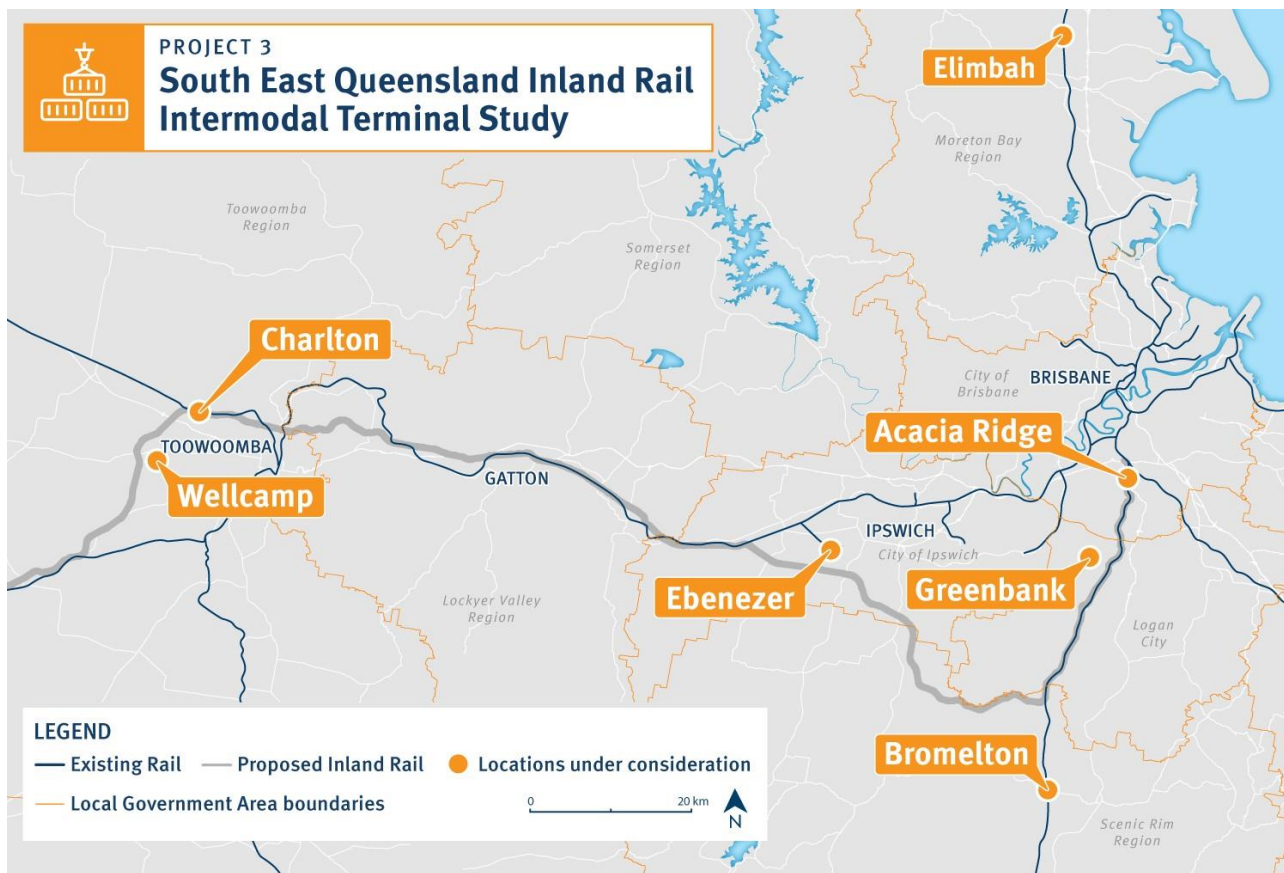 PROJECT 3
South East Queensland Inland Rail
Intermodal Terminal Study
Elimbah
Moreton Bay
Region
Toowoomba
Region
Somerset
Region
Charlton
City of
Brisbane
BRISBANE
Acacia Ridge
TOOWOOMBA
Wellcamp
GATTON
IPSWICH
City of Ipswich
Ebenezer
Greenbank
Lockyer Valley
Region
Logan
City
Bromelton
Scenic Rim
Region
LEGEND
Existing Rail Proposed Inland Rail Locations under consideration
Local Government Area boundaries 0 20 km
N